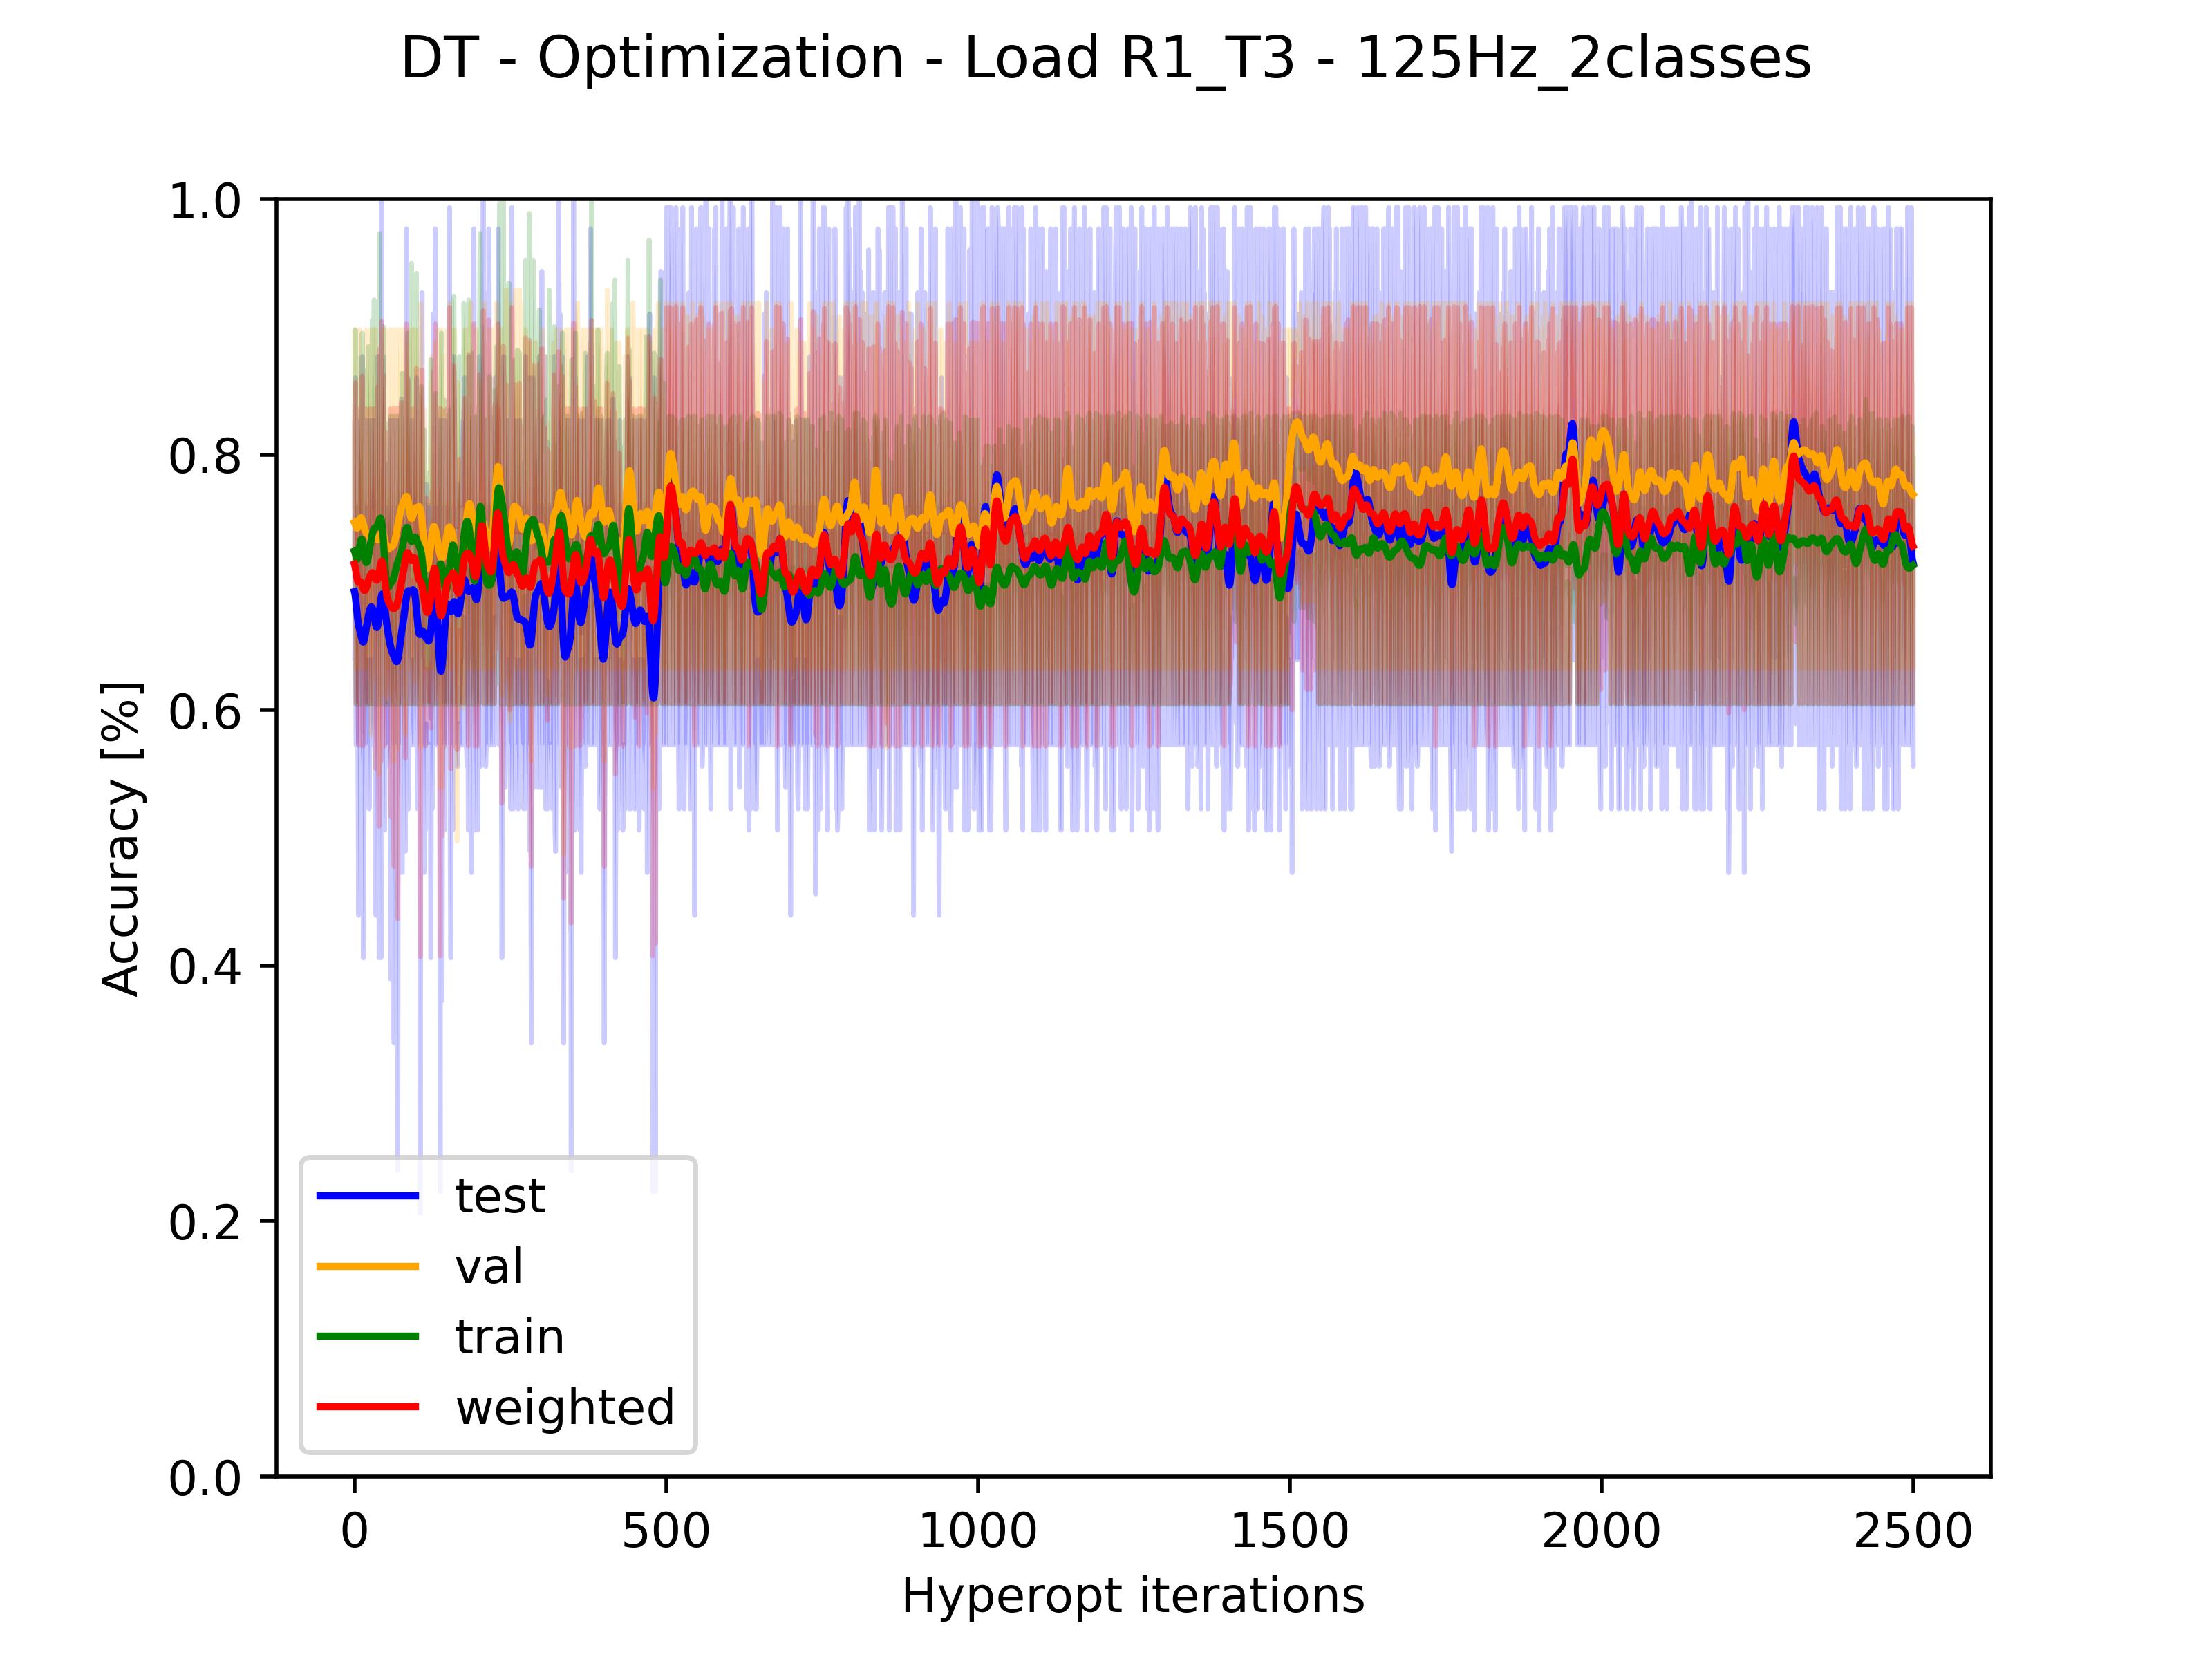 DT - Optimization - Load R1_T3 - 125Hz_2classes
1.0
0.8
0.6
0.4
0.2
0.0
Accuracy [%]
test
val
train
weighted
0 500 1000 1500 2000 2500
Hyperopt iterations